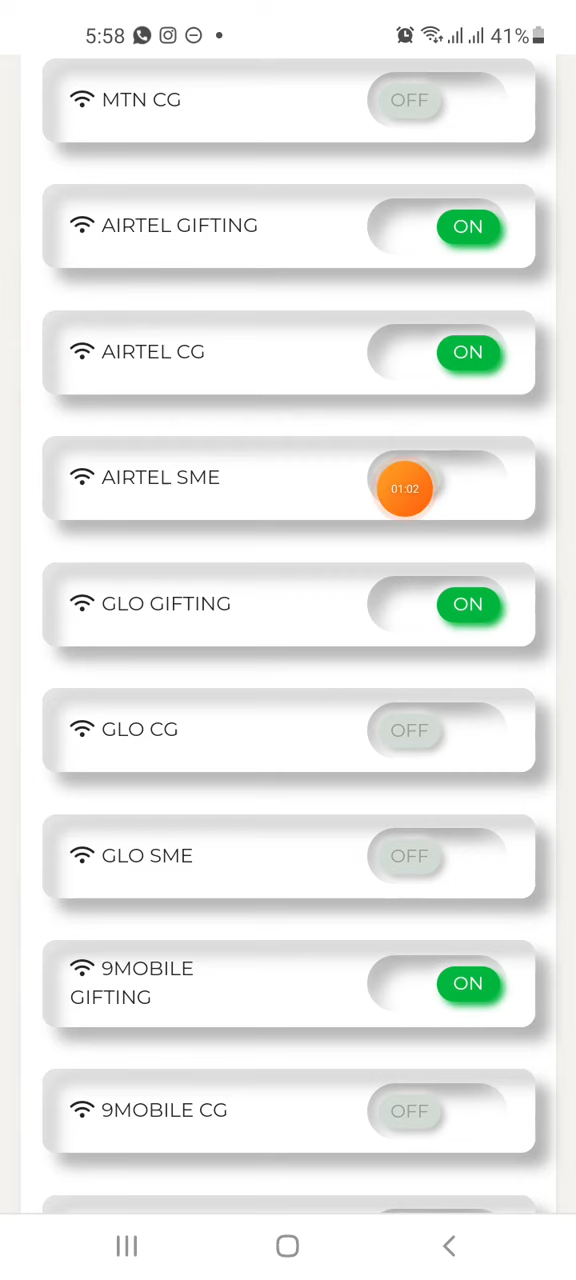 5:58 41%
MTN CG OFF
AIRTEL GIFTING ON
AIRTEL CG ON
AIRTEL SME 01:02
GLO GIFTING ON
GLO CG OFF
GLO SME OFF
9MOBILE
GIFTING ON
9MOBILE CG OFF